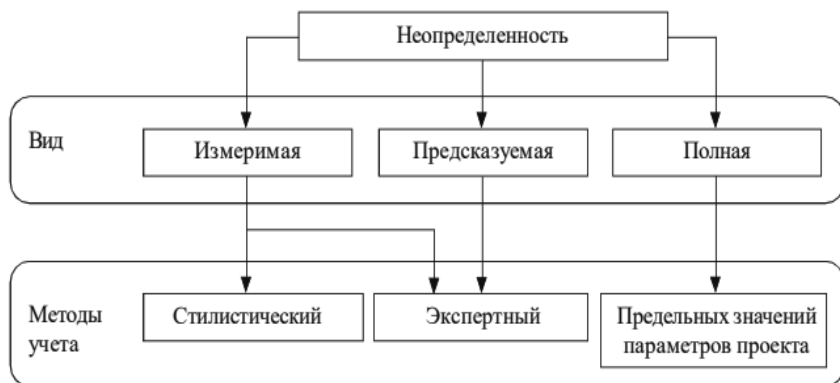 Неопределенность
Вид
Измеримая
Предсказуемая
Полная
Методы
учета
Стилистический
Экспертный
Предельных значений
параметров проекта